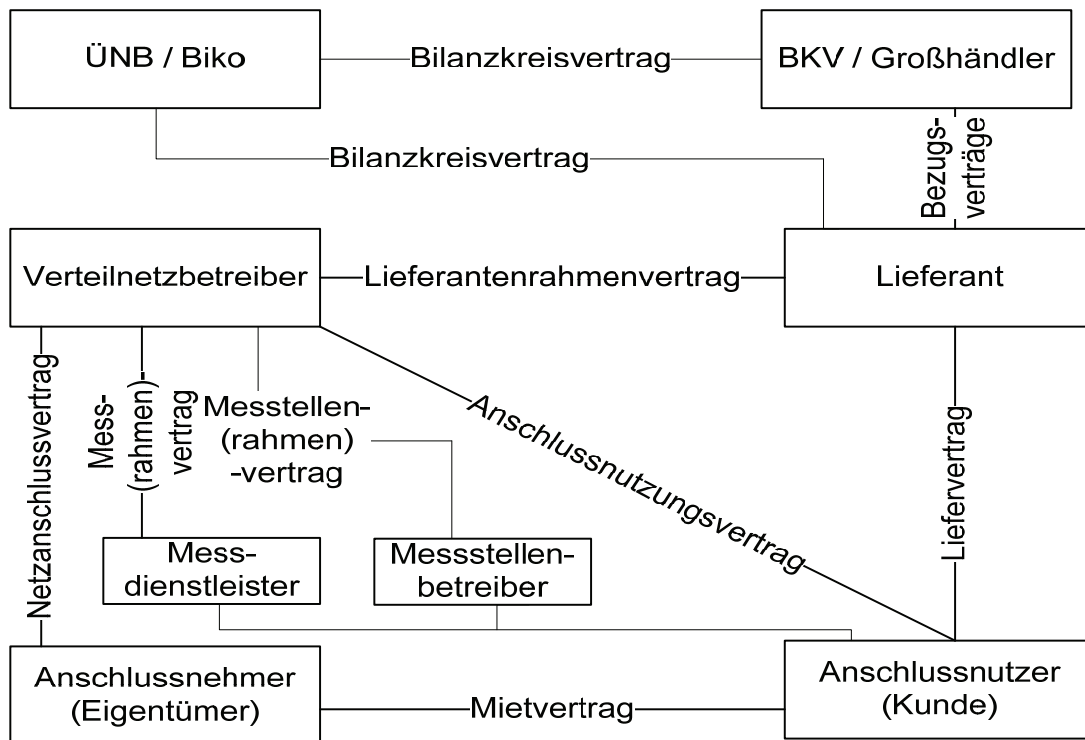 ÜNB / Biko
Bilanzkreisvertrag
BKV / Großhändler
Bilanzkreisvertrag
Bezugs-
verträge
Verteilnetzbetreiber
Lieferantenrahmenvertrag
Lieferant
Netzanschlussvertrag
Mess-
(rahmen)-
vertrag
Messtellen-
(rahmen)
-vertrag
Anschlussnutzungsvertrag
Liefervertrag
Mess-
dienstleister
Messstellen-
betreiber
Anschlussnehmer
(Eigentümer)
Mietvertrag
Anschlussnutzer
(Kunde)